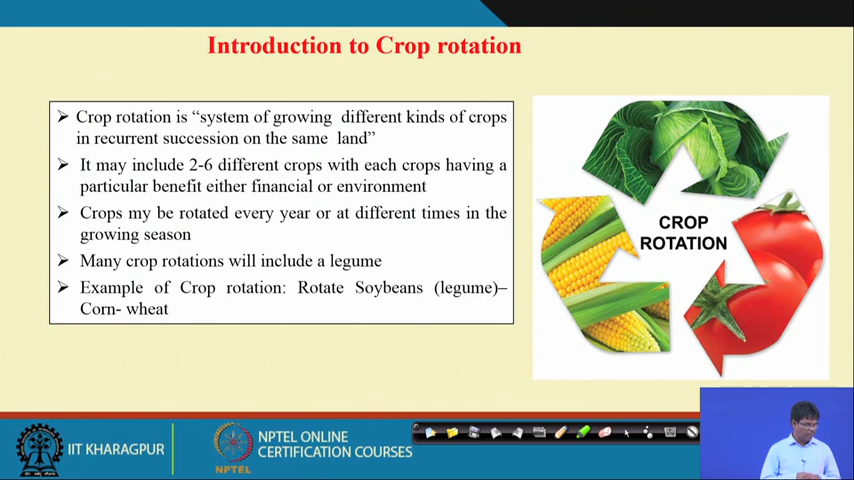 Introduction to Crop rotation
➢ Crop rotation is “system of growing different kinds of crops
in recurrent succession on the same land”
➢ It may include 2-6 different crops with each crops having a
particular benefit either financial or environment
➢ Crops my be rotated every year or at different times in the
growing season
➢ Many crop rotations will include a legume
➢ Example of Crop rotation: Rotate Soybeans (legume)–
Corn- wheat
CROP
ROTATION
IIT KHARAGPUR
NPTEL
NPTEL ONLINE
CERTIFICATION COURSES